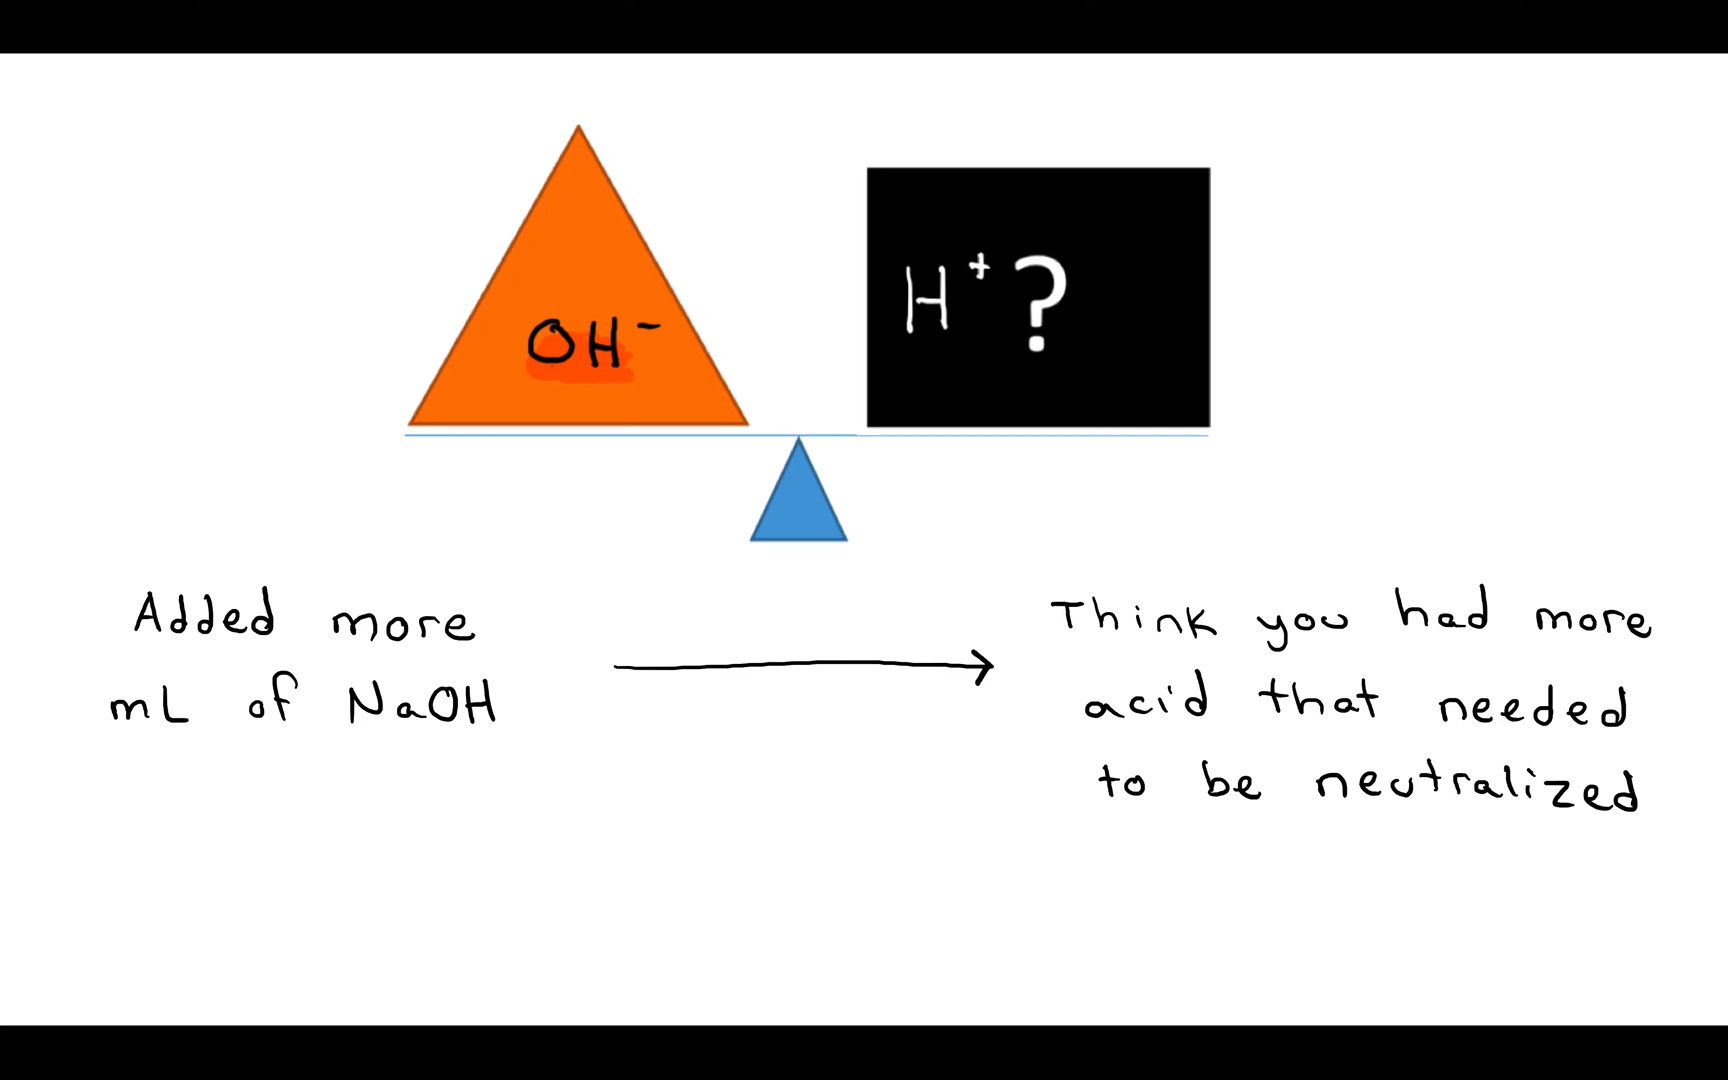 OH⁻
H⁺?
Added more
mL of NaOH
Think you had more
acid that needed
to be neutralized